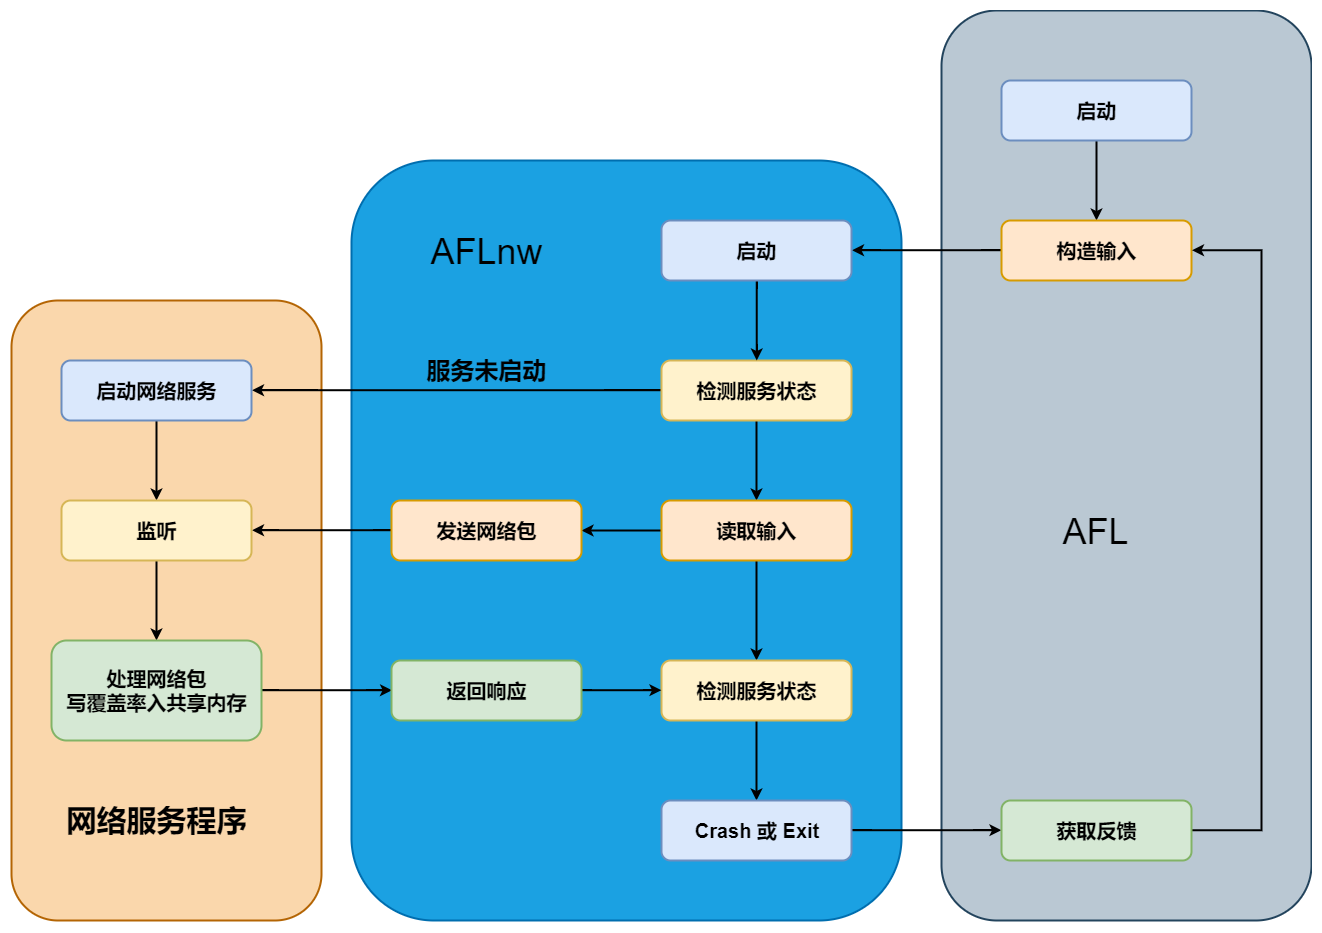 启动
AFLnw
启动
构造输入
服务未启动
启动网络服务
检测服务状态
监听
发送网络包
读取输入
AFL
处理网络包
写覆盖率入共享内存
返回响应
检测服务状态
网络服务程序
Crash 或 Exit
获取反馈